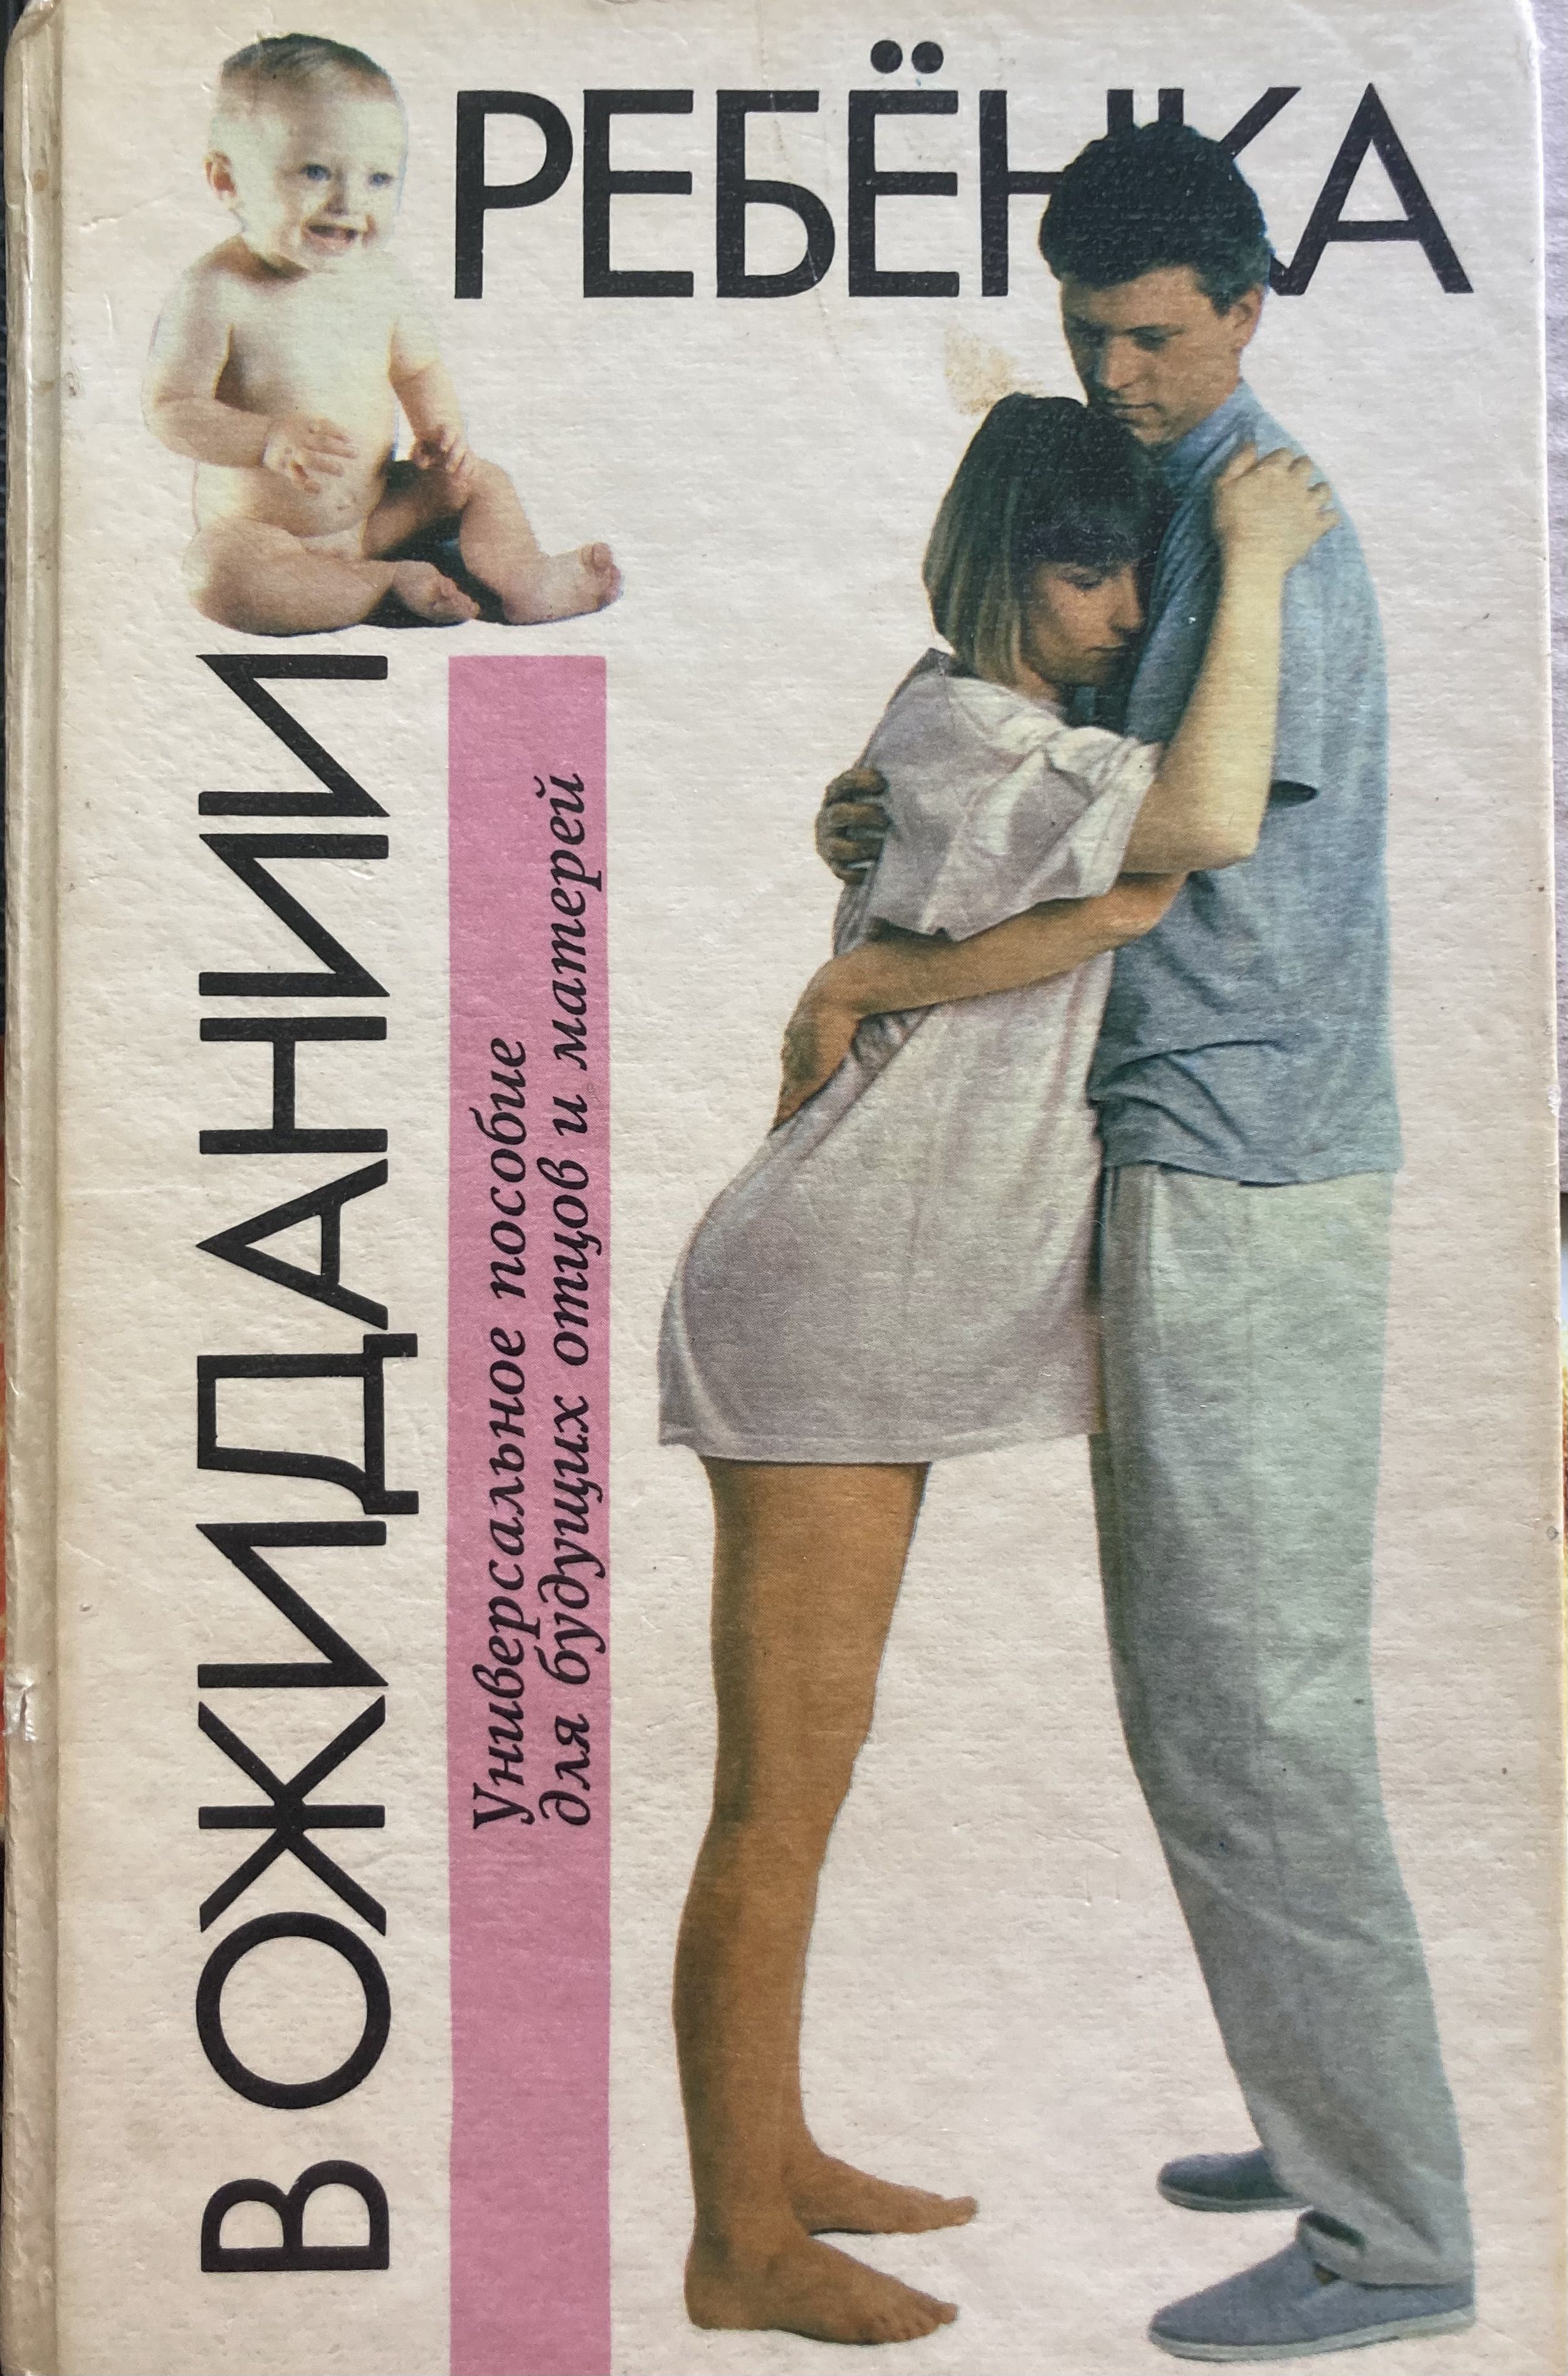 В ОЖИДАНИИ
РЕБЁНКА
Универсальное пособие
для будущих отцов и матерей